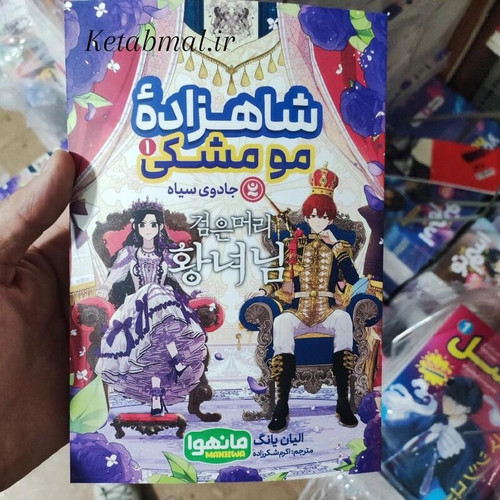 Ketabmal.ir
شاهزادهٔ
مو مشکی ۱
جادوی سیاه
검은머리
황녀님
الیان یانگ
مترجم: اکرم شکرزاده
مانهوا
MANHWA